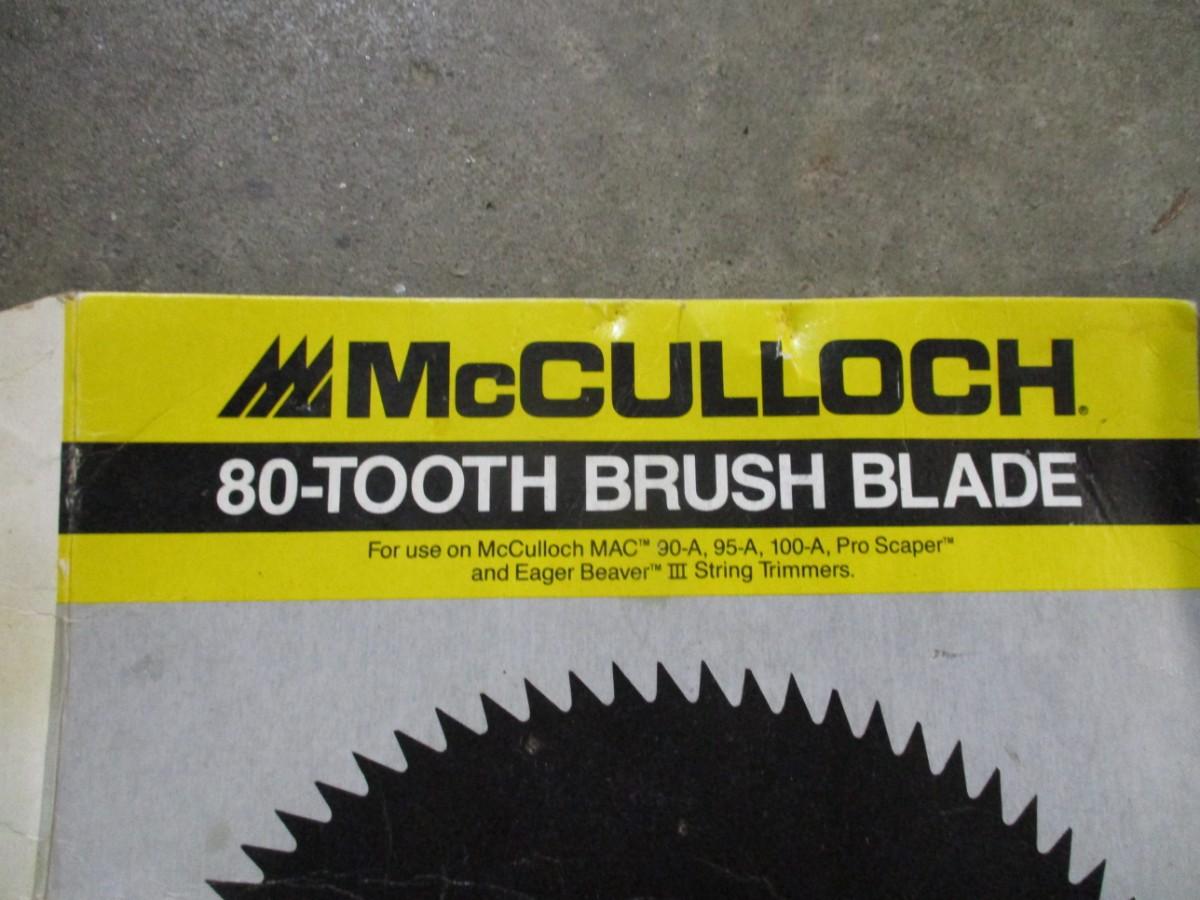 McCULLOCH®
80-TOOTH BRUSH BLADE
For use on McCulloch MAC™ 90-A, 95-A, 100-A, Pro Scaper™
and Eager Beaver™ III String Trimmers.